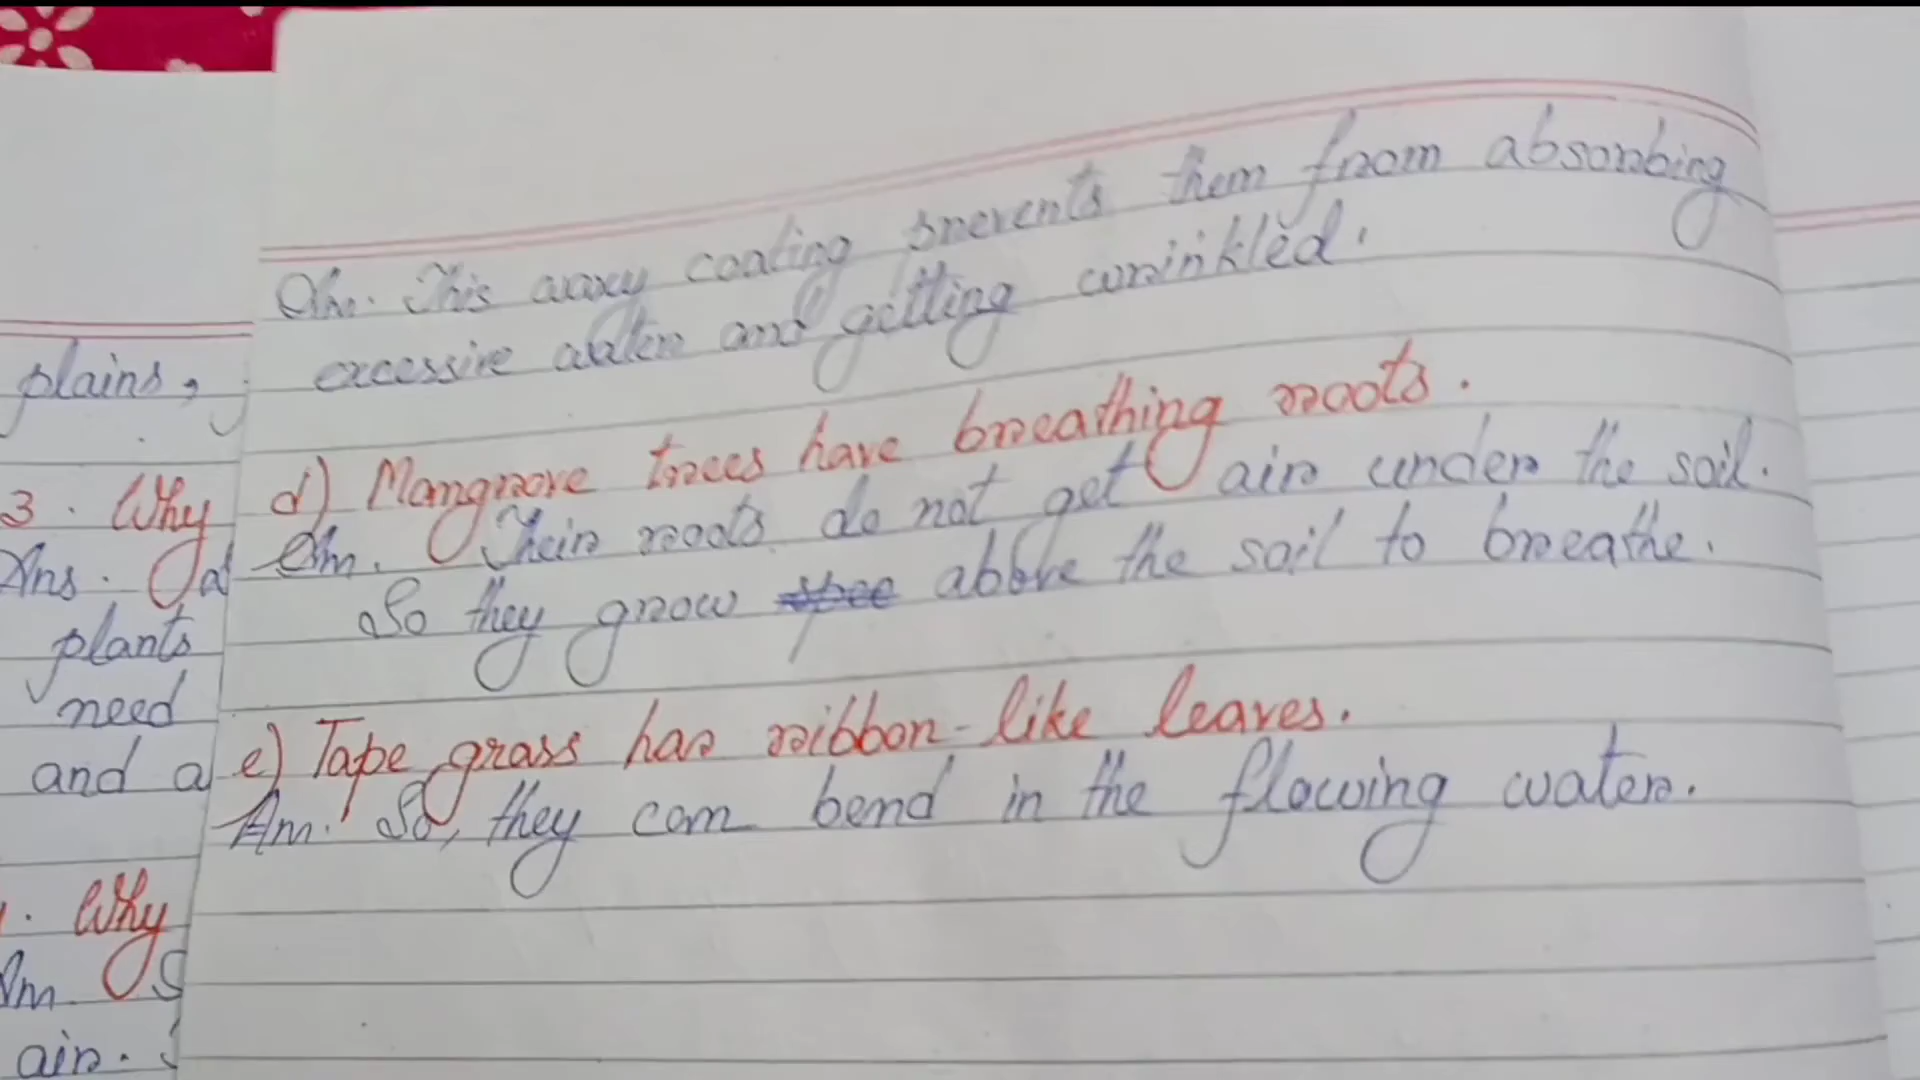 plains,
3. Why
Ans.
plants
need
and a
Why
Ans.
air.
Ans. This waxy coating prevents them from absorbing
excessive water and getting wrinkled.
d) Mangrove trees have breathing roots.
Ans. Their roots do not get air under the soil.
So they grow above the soil to breathe.
e) Tape grass has ribbon-like leaves.
Ans. So, they can bend in the flowing water.